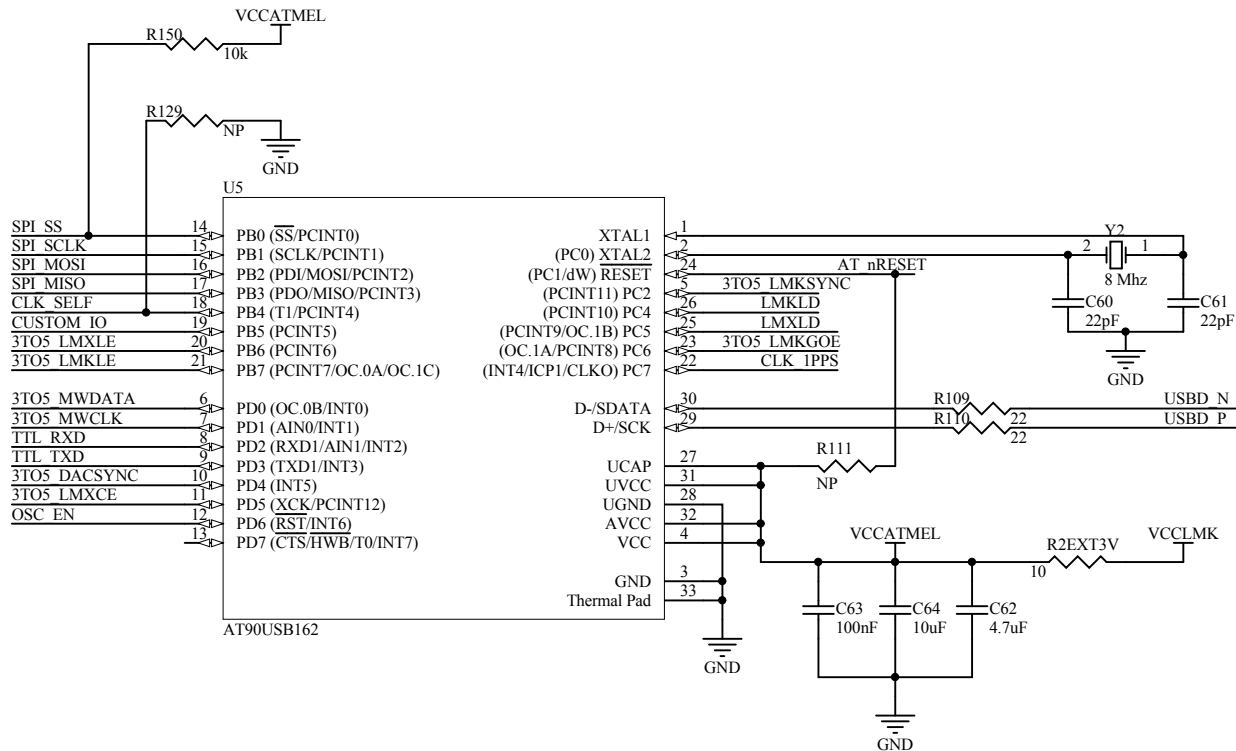 VCCATMEL
R150
10k
R129
NP
GND
U5
SPI_SS 14 PB0 (SS/PCINT0)
SPI_SCLK 15 PB1 (SCLK/PCINT1)
SPI_MOSI 16 PB2 (PDI/MOSI/PCINT2)
SPI_MISO 17 PB3 (PDO/MISO/PCINT3)
CLK_SELF 18 PB4 (T1/PCINT4)
CUSTOM_IO 19 PB5 (PCINT5)
3TO5_LMXLE 20 PB6 (PCINT6)
3TO5_LMKLE 21 PB7 (PCINT7/OC.0A/OC.1C)
3TO5_MWDATA 6 PD0 (OC.0B/INT0)
3TO5_MWCLK 7 PD1 (AIN0/INT1)
TTL_RXD 8 PD2 (RXD1/AIN1/INT2)
TTL_TXD 9 PD3 (TXD1/INT3)
3TO5_DACSYNC 10 PD4 (INT5)
3TO5_LMXCE 11 PD5 (XCK/PCINT12)
OSC_EN 12 PD6 (RST/INT6)
13 PD7 (CTS/HWB/T0/INT7)
XTAL1 1
(PC0) XTAL2 2
(PC1/dW) RESET 24 AT_nRESET
(PCINT11) PC2 5 3TO5_LMKSYNC
(PCINT10) PC4 26 LMKLD
(PCINT9/OC.1B) PC5 25 LMXLD
(OC.1A/PCINT8) PC6 23 3TO5_LMKGOE
(INT4/ICP1/CLKO) PC7 22 CLK_1PPS
D-/SDATA 30 R109 22 USBD_N
D+/SCK 29 R110 22 USBD_P
UCAP 27
UVCC 31
UGND 28
AVCC 32
VCC 4
GND 3
Thermal Pad 33
AT90USB162
R111
NP
GND
Y2
2 1
8 Mhz
C60
22pF
C61
22pF
GND
VCCATMEL
R2EXT3V
10
VCCLMK
C63
100nF
C64
10uF
C62
4.7uF
GND